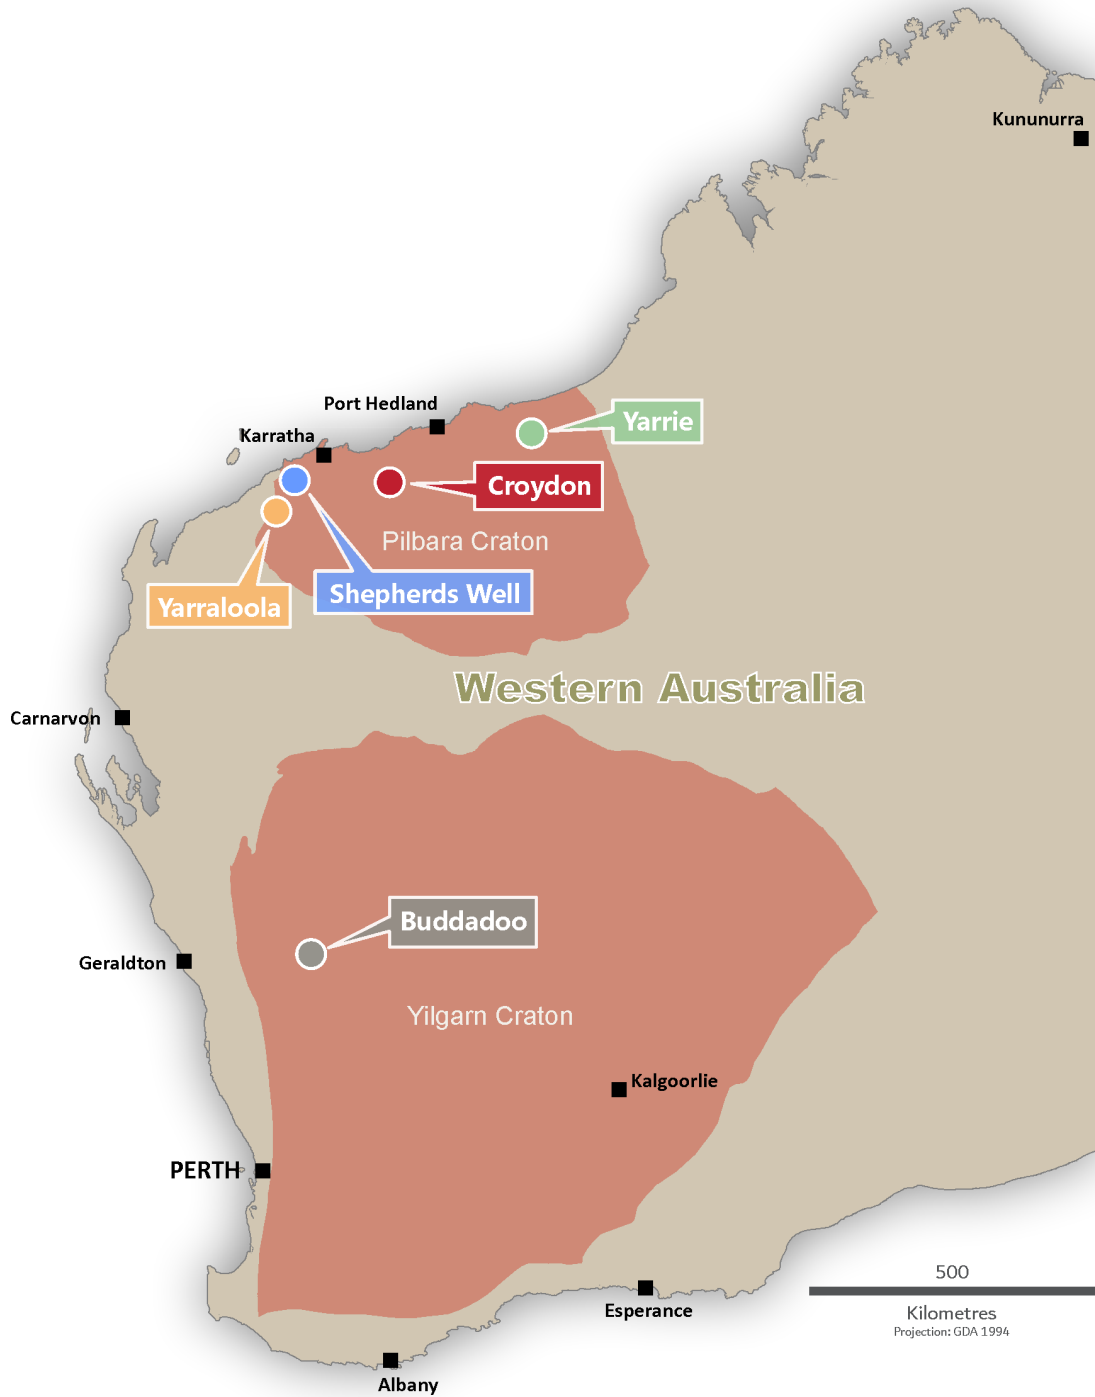 Kununurra
Port Hedland
Karratha
Yarrie
Croydon
Pilbara Craton
Shepherds Well
Yarraloola
Western Australia
Carnarvon
Buddadoo
Geraldton
Yilgarn Craton
Kalgoorlie
PERTH
500
Kilometres
Projection: GDA 1994
Esperance
Albany